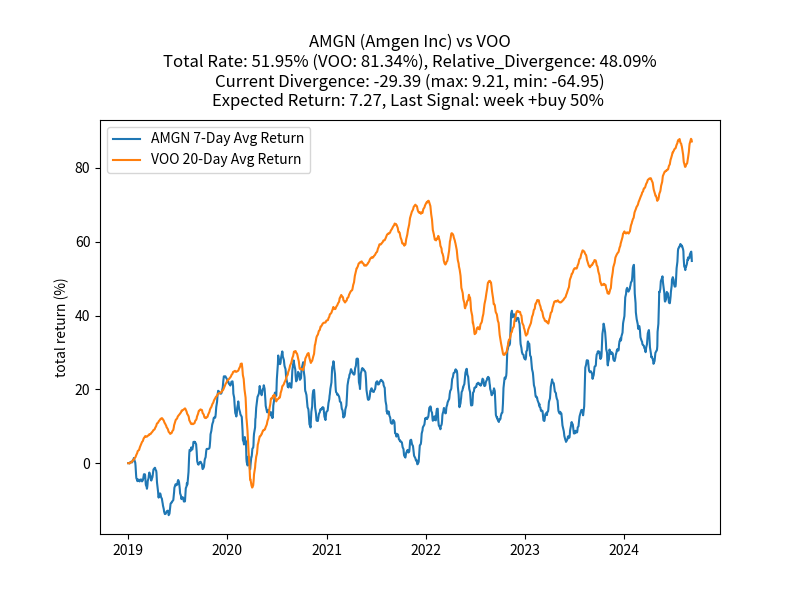 AMGN (Amgen Inc) vs VOO
Total Rate: 51.95% (VOO: 81.34%), Relative_Divergence: 48.09%
Current Divergence: -29.39 (max: 9.21, min: -64.95)
Expected Return: 7.27, Last Signal: week +buy 50%
AMGN 7-Day Avg Return
VOO 20-Day Avg Return
total return (%)
80
60
40
20
0
2019 2020 2021 2022 2023 2024